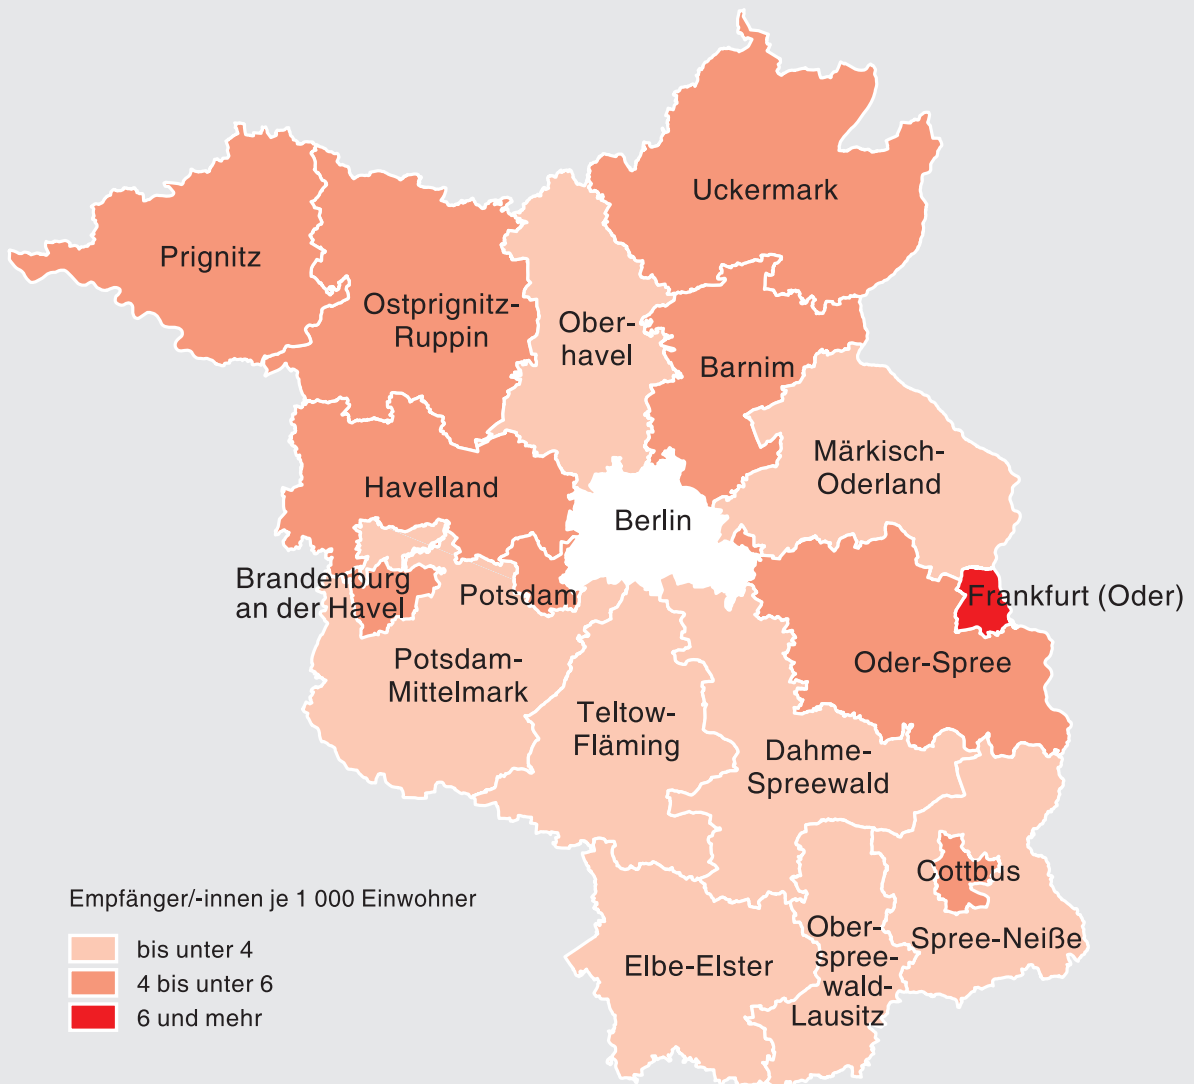 Uckermark
Prignitz
Ostprignitz-
Ruppin
Ober-
havel
Barnim
Märkisch-
Oderland
Havelland
Berlin
Brandenburg
an der Havel
Potsdam
Frankfurt (Oder)
Potsdam-
Mittelmark
Oder-Spree
Teltow-
Fläming
Dahme-
Spreewald
Cottbus
Spree-Neiße
Ober-
spree-
wald-
Lausitz
Elbe-Elster
Empfänger/-innen je 1 000 Einwohner
bis unter 4
4 bis unter 6
6 und mehr